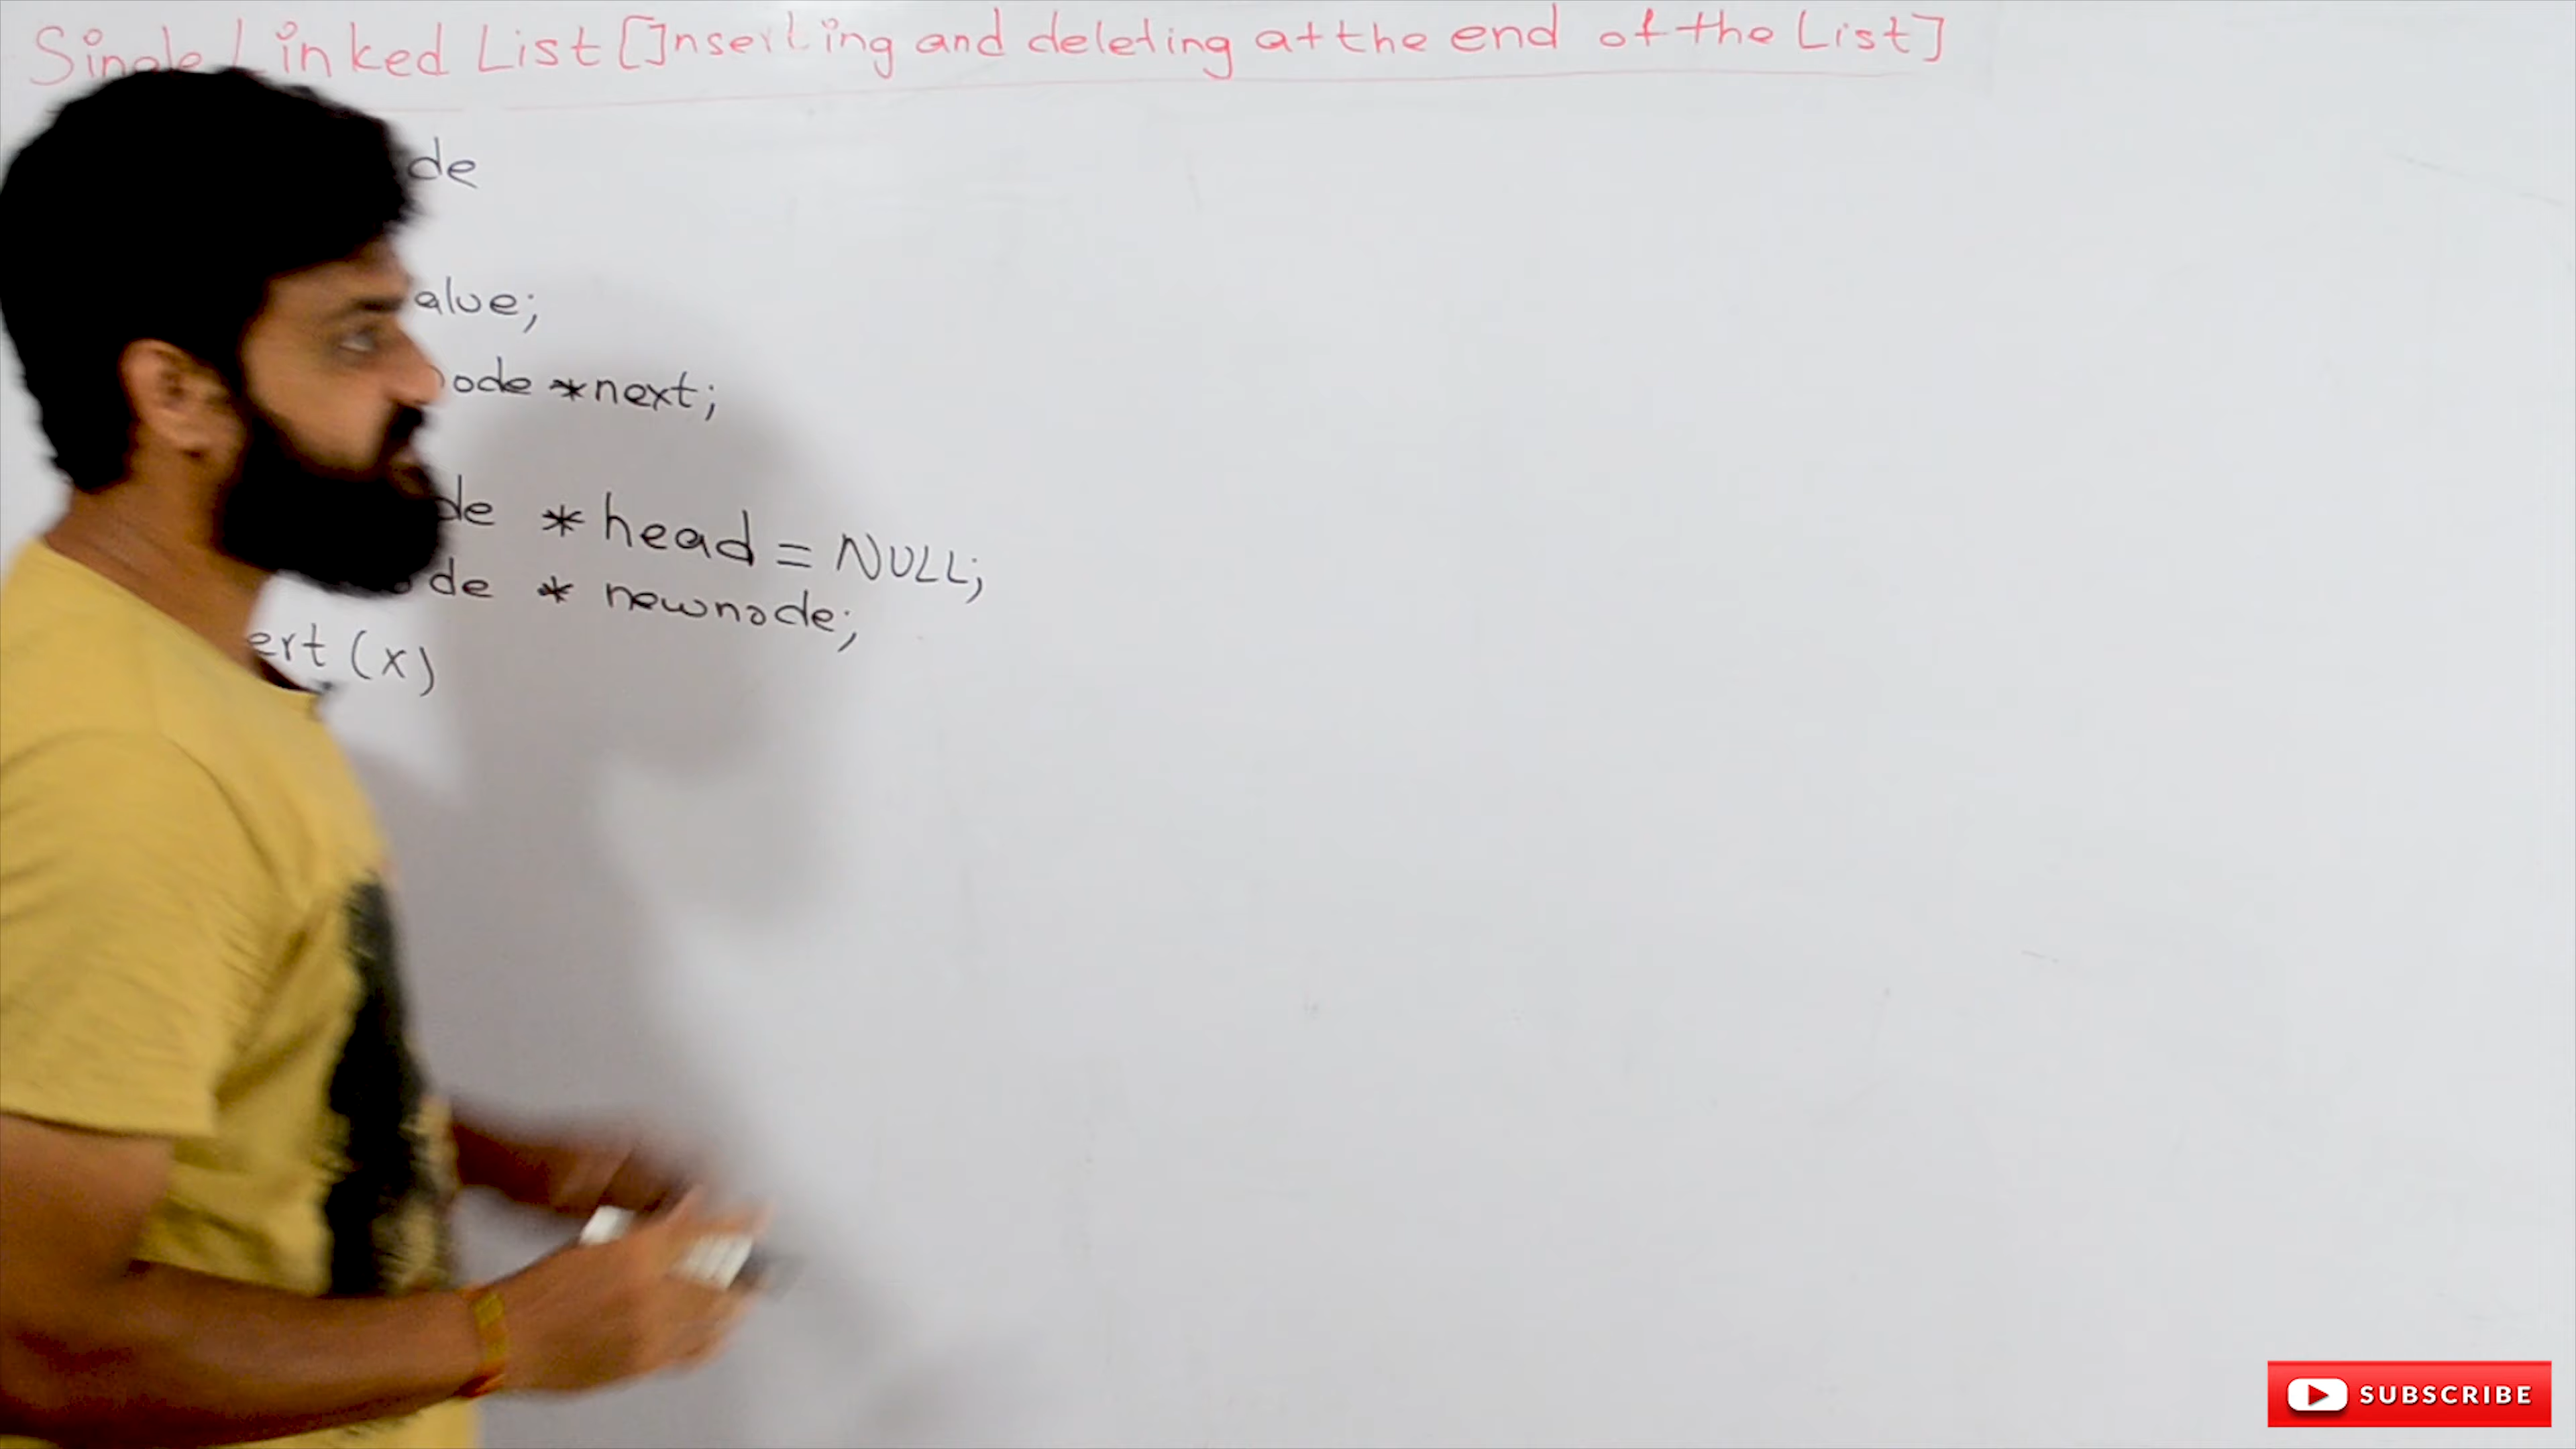 Single Linked List [Inserting and deleting at the end of the List]
de
alue;
ode *next;
de *head = NULL;
de * newnode;
ert (x)
SUBSCRIBE